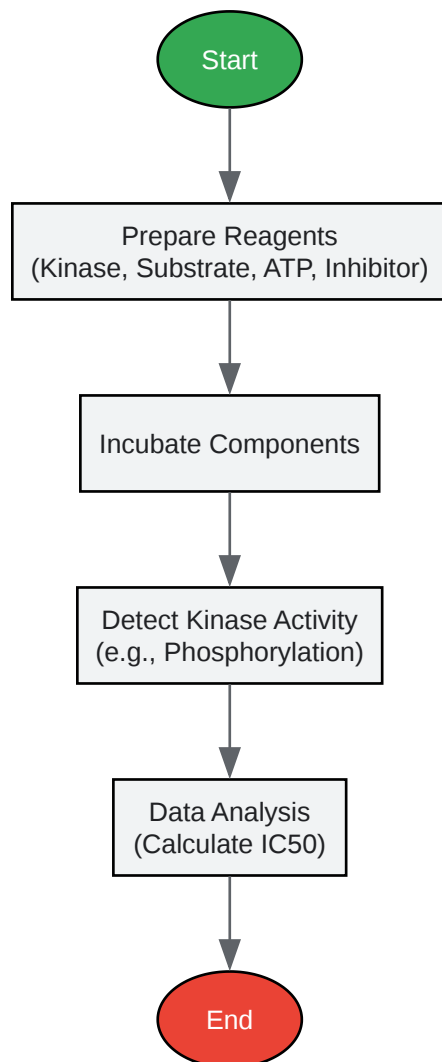 Start
Prepare Reagents
(Kinase, Substrate, ATP, Inhibitor)
Incubate Components
Detect Kinase Activity
(e.g., Phosphorylation)
Data Analysis
(Calculate IC50)
End